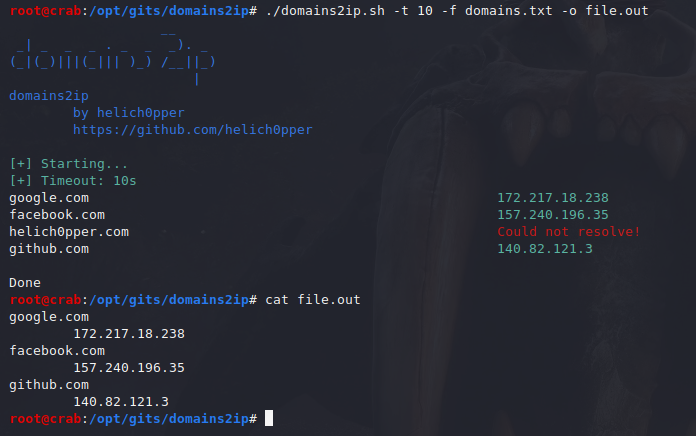 root@crab:/opt/gits/domains2ip# ./domains2ip.sh -t 10 -f domains.txt -o file.out
                   __
 _| _  _  _ . _  _  _). _
(_|(_)|||(_||| )_) /__||_)
                       |
domains2ip
        by helich0pper
        https://github.com/helich0pper

[+] Starting...
[+] Timeout: 10s
google.com                                                   172.217.18.238
facebook.com                                                 157.240.196.35
helich0pper.com                                              Could not resolve!
github.com                                                   140.82.121.3

Done
root@crab:/opt/gits/domains2ip# cat file.out
google.com
        172.217.18.238
facebook.com
        157.240.196.35
github.com
        140.82.121.3
root@crab:/opt/gits/domains2ip#